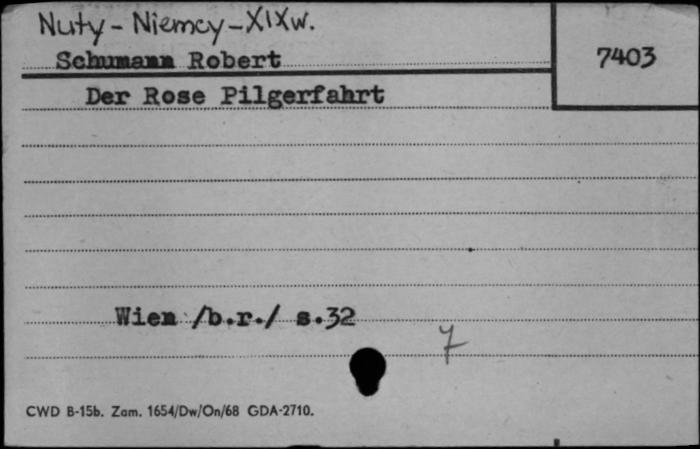 Nuty - Niemcy - XIX w.
Schumann Robert
7403
Der Rose Pilgerfahrt
Wien /b.r./ s.32
7
CWD B-15b. Zam. 1654/Dw/On/68 GDA-2710.